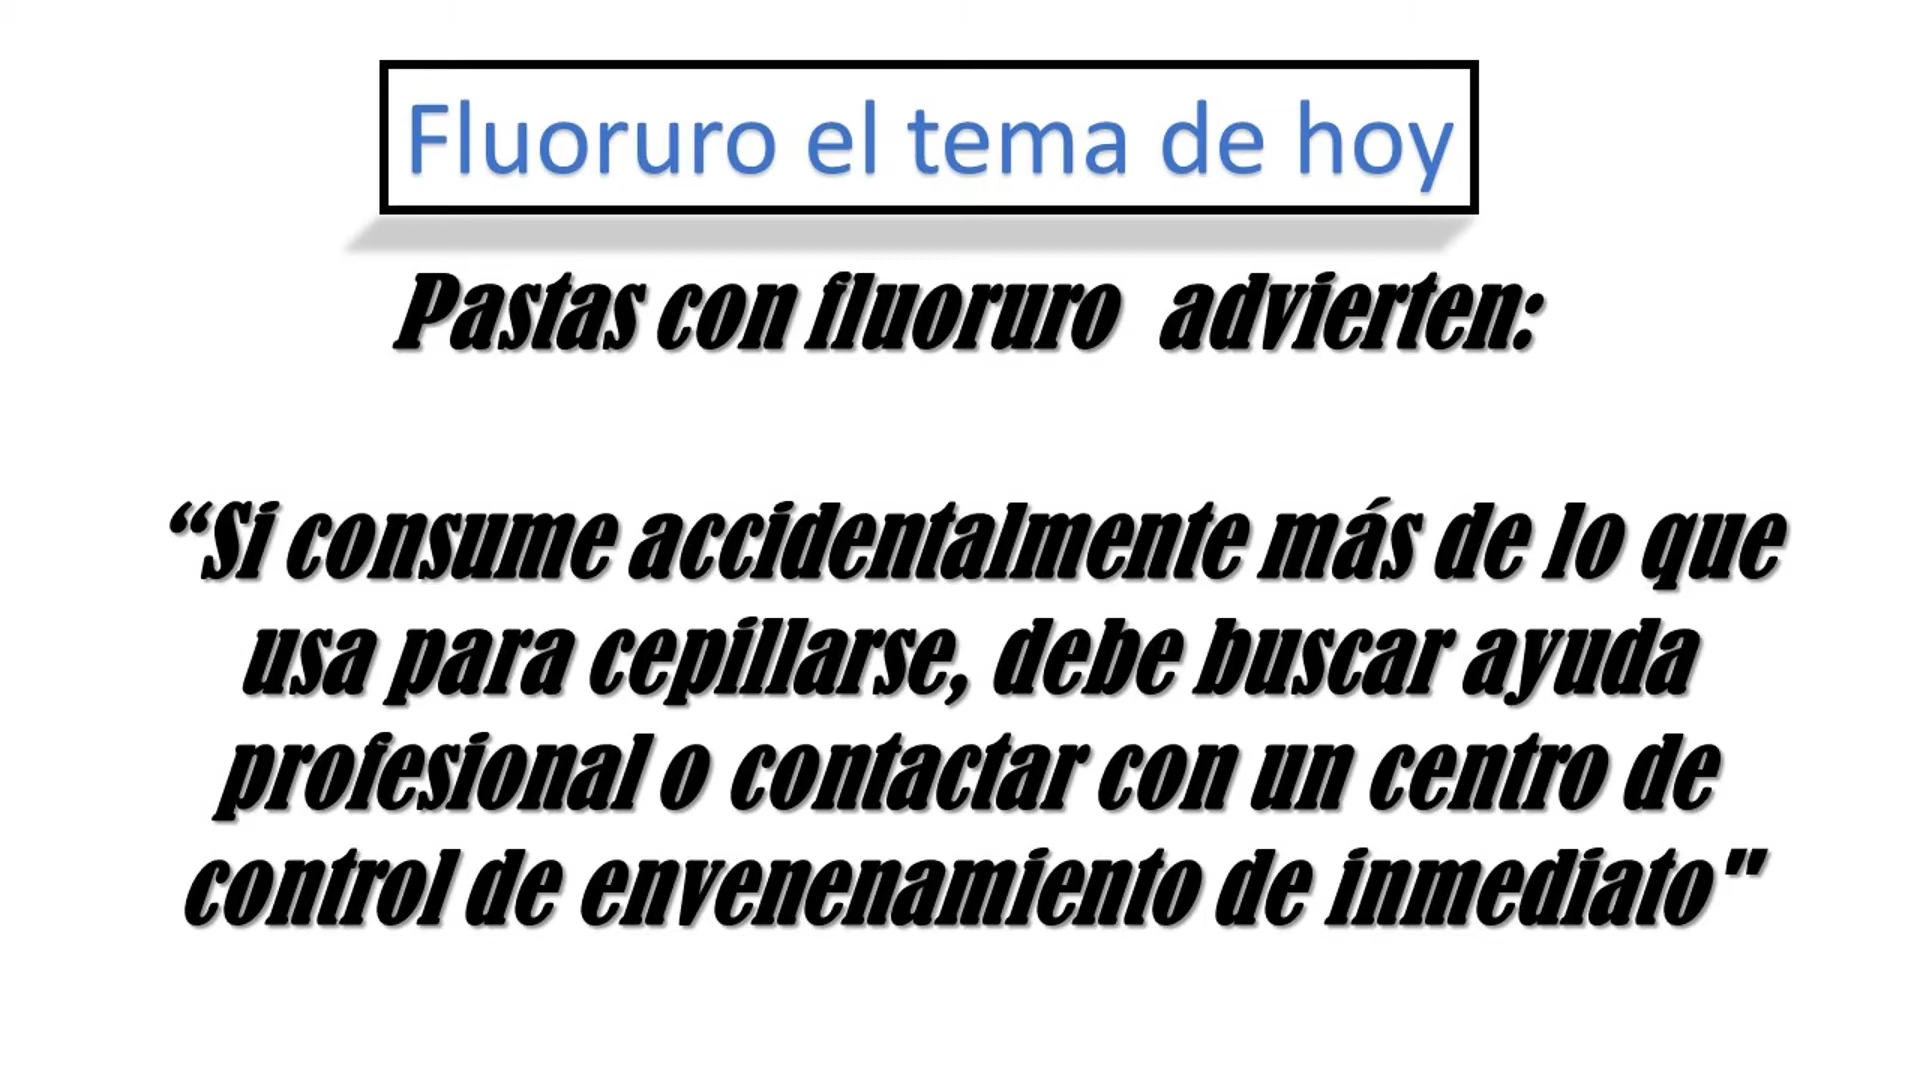 Fluoruro el tema de hoy
Pastas con fluoruro advierten:
“Si consume accidentalmente más de lo que
usa para cepillarse, debe buscar ayuda
profesional o contactar con un centro de
control de envenenamiento de inmediato"